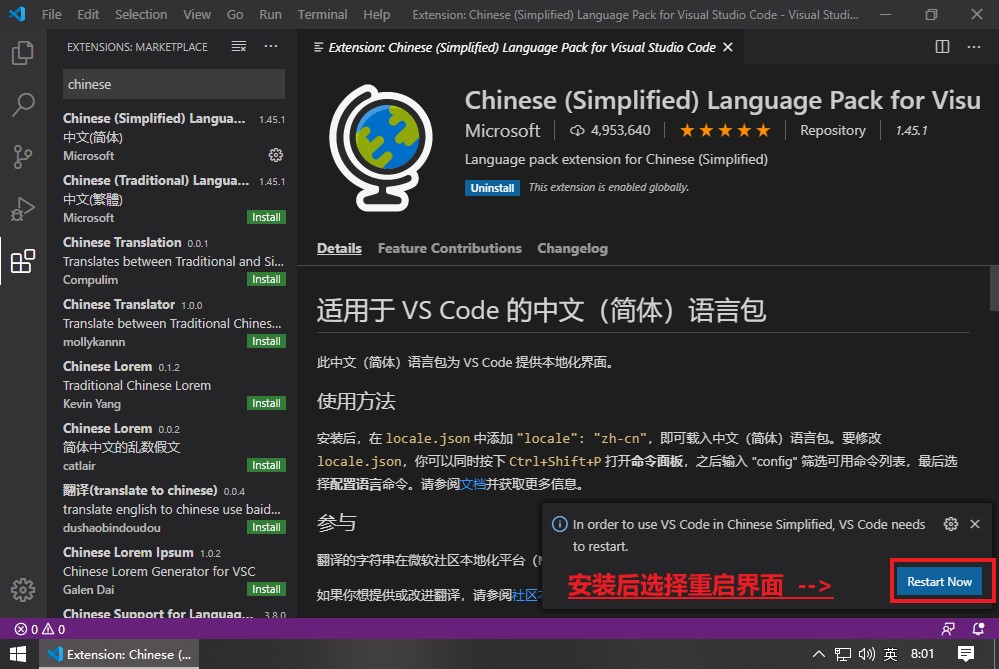 File Edit Selection View Go Run Terminal Help Extension: Chinese (Simplified) Language Pack for Visual Studio Code - Visual Studi...
EXTENSIONS: MARKETPLACE
chinese
Chinese (Simplified) Langua... 1.45.1
中文(简体)
Microsoft
Chinese (Traditional) Langua... 1.45.1
中文(繁體)
Microsoft Install
Chinese Translation 0.0.1
Translates between Traditional and Si...
Compulim Install
Chinese Translator 1.0.0
Translate between Traditional Chines...
mollykannn Install
Chinese Lorem 0.1.2
Traditional Chinese Lorem
Kevin Yang Install
Chinese Lorem 0.0.2
简体中文的乱数假文
catlair Install
翻译(translate to chinese) 0.0.4
translate english to chinese use baid...
dushaobindoudou Install
Chinese Lorem Ipsum 1.0.2
Chinese Lorem Generator for VSC
Galen Dai Install
Chinese Support for Languag... 3.8.0
Extension: Chinese (Simplified) Language Pack for Visual Studio Code
Chinese (Simplified) Language Pack for Visu
Microsoft 4,953,640 Repository 1.45.1
Language pack extension for Chinese (Simplified)
Uninstall This extension is enabled globally.
Details Feature Contributions Changelog
适用于 VS Code 的中文（简体）语言包
此中文（简体）语言包为 VS Code 提供本地化界面。
使用方法
安装后，在 locale.json 中添加 "locale": "zh-cn"，即可载入中文（简体）语言包。要修改
locale.json，你可以同时按下 Ctrl+Shift+P 打开命令面板，之后输入 "config" 筛选可用命令列表，最后选
择配置语言命令。请参阅文档并获取更多信息。
参与
翻译的字符串在微软社区本地化平台（
如果你想提供或改进翻译，请参阅社区
In order to use VS Code in Chinese Simplified, VS Code needs
to restart.
安装后选择重启界面 -->
Restart Now
0 0
Extension: Chinese (...
英 8:01